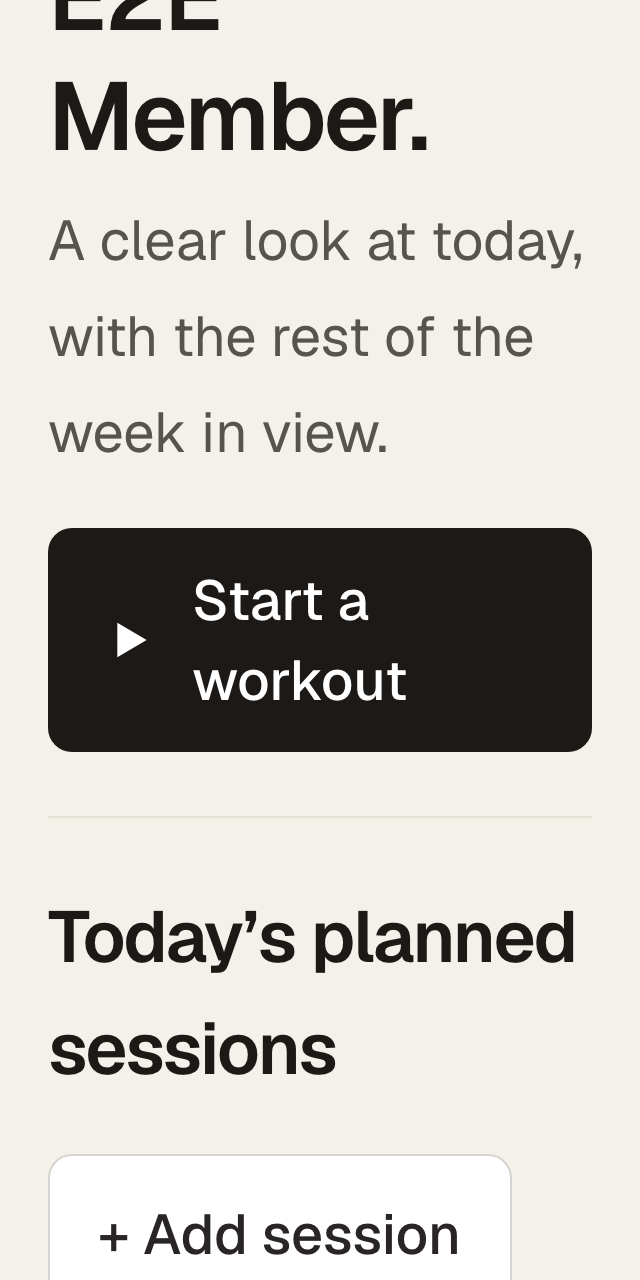 E2E
Member.
A clear look at today,
with the rest of the
week in view.
Start a
workout
Today’s planned
sessions
+ Add session